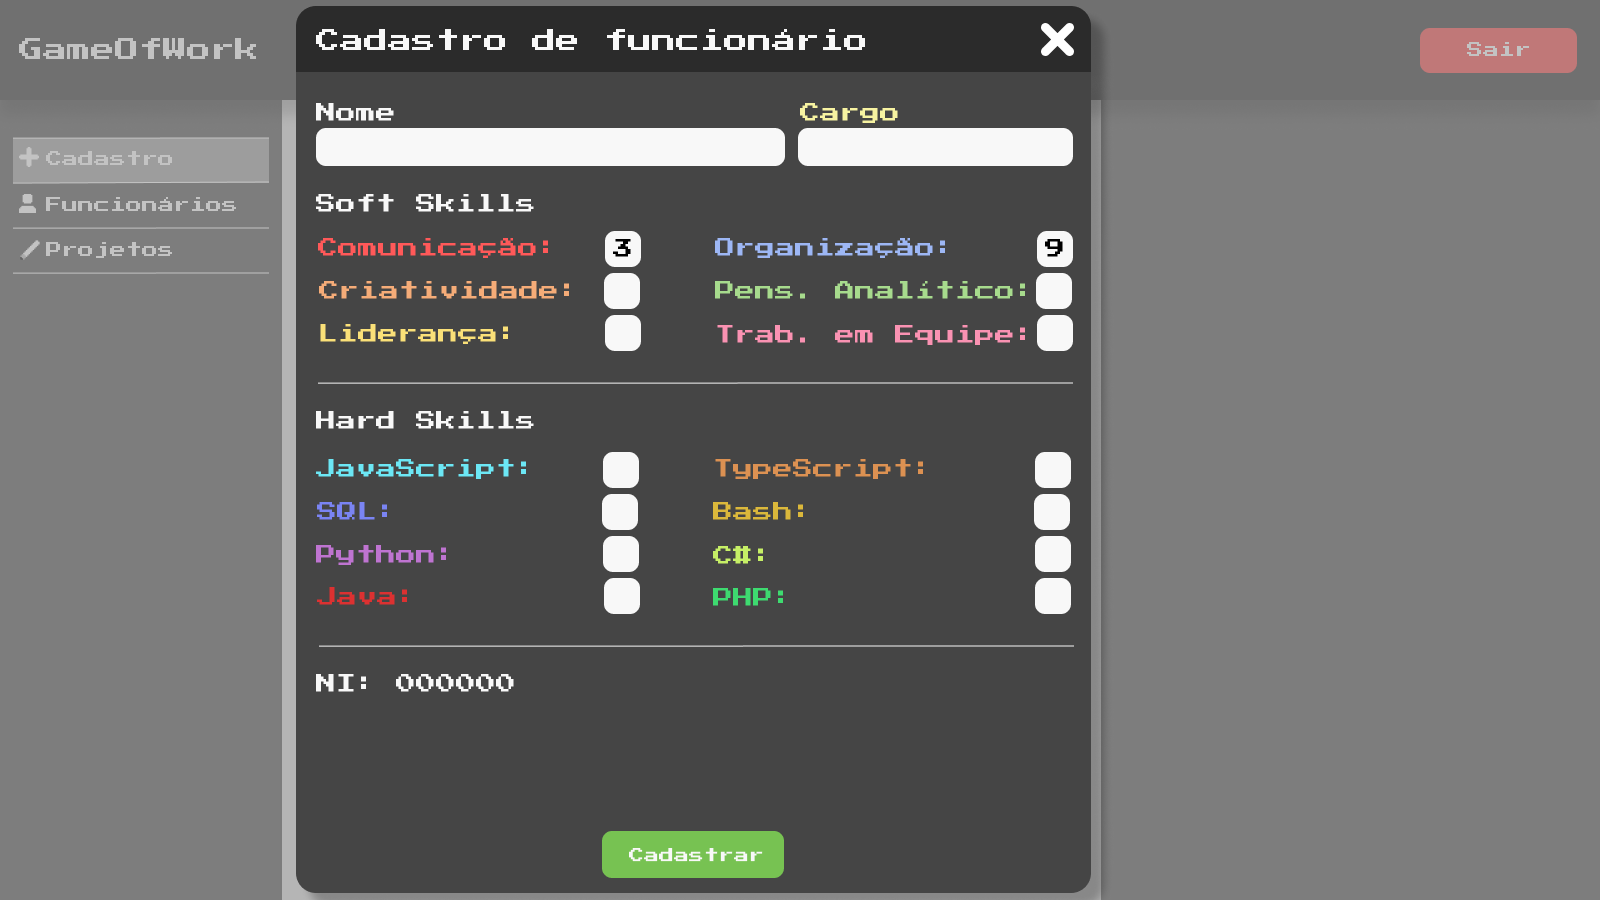 GameOfWork
Sair
Cadastro
Funcionários
Projetos
Cadastro de funcionário
Nome Cargo
Soft Skills
Comunicação: 3 Organização: 9
Criatividade: Pens. Analítico:
Liderança: Trab. em Equipe:
Hard Skills
JavaScript: TypeScript:
SQL: Bash:
Python: C#:
Java: PHP:
NI: 000000
Cadastrar